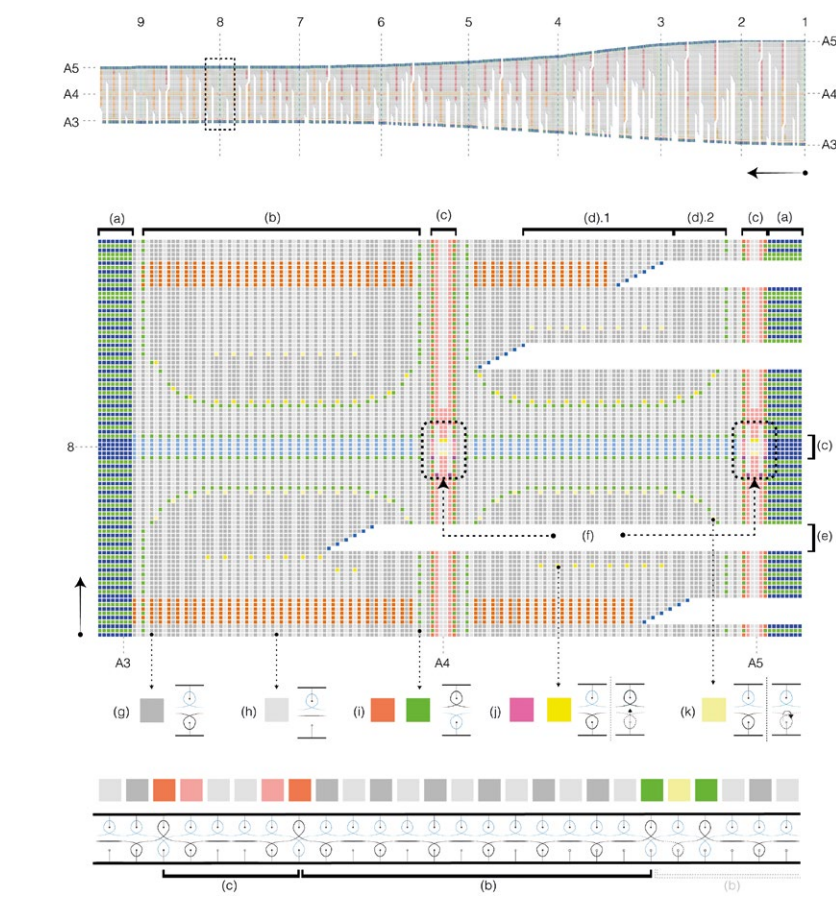 9 8 7 6 5 4 3 2 1
A5 A5
A4 A4
A3 A3
(a) (b) (c) (d).1 (d).2 (c) (a)
8 (c)
(f) (e)
A3 A4 A5
(g) (h) (i) (j) (k)
(c) (b) (b)